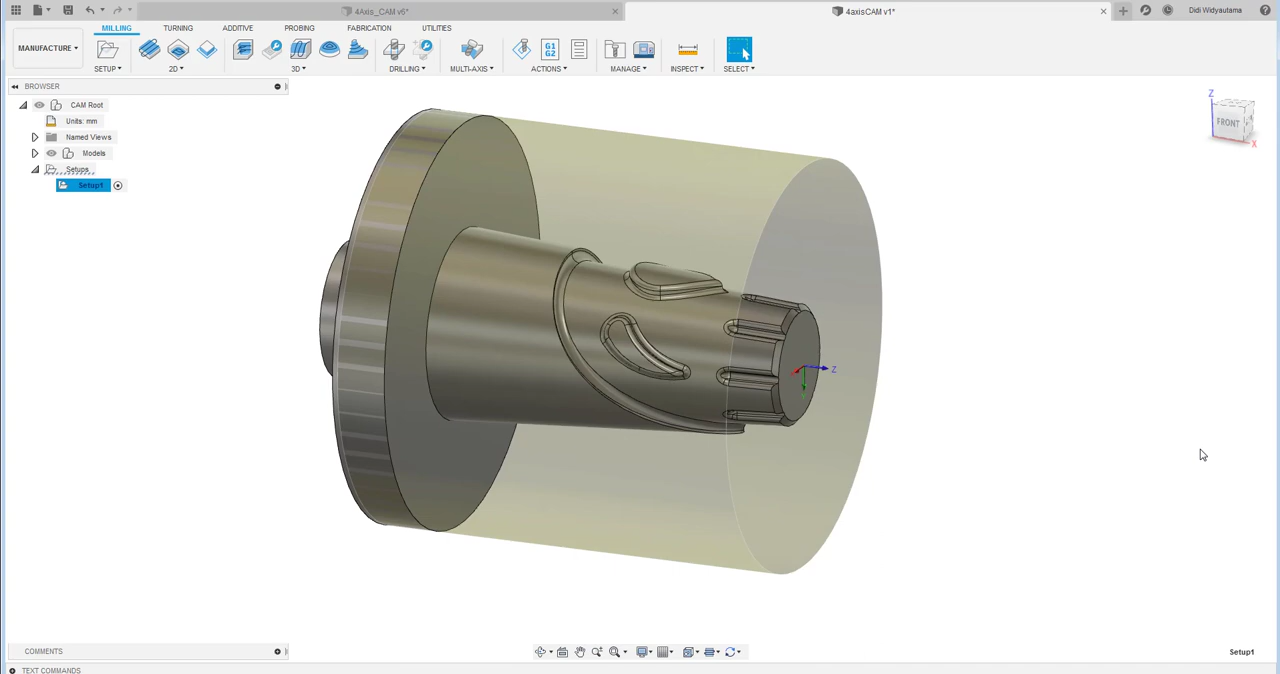 4Axis_CAM v6*
4axisCAM v1*
Didi Widyautama
MANUFACTURE
MILLING TURNING ADDITIVE PROBING FABRICATION UTILITIES
G1
G2
SETUP 2D 3D DRILLING MULTI-AXIS ACTIONS MANAGE INSPECT SELECT
BROWSER
CAM Root
Units: mm
Named Views
Models
Setups
Setup1
Z
FRONT
X
Z
Y
COMMENTS
Setup1
TEXT COMMANDS